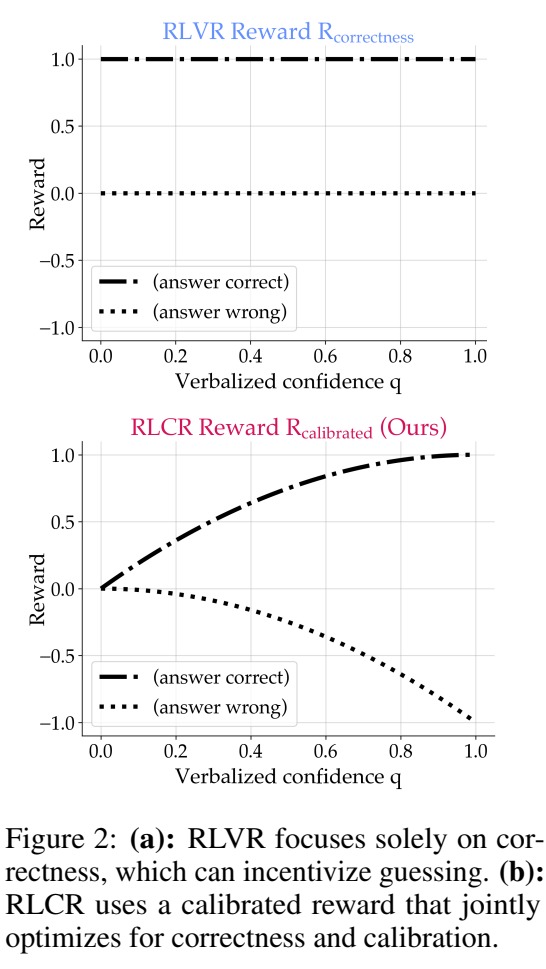 RLVR Reward R_correctness
1.0
0.5
0.0
−0.5
−1.0
Reward
(answer correct)
(answer wrong)
0.0 0.2 0.4 0.6 0.8 1.0
Verbalized confidence q
RLCR Reward R_calibrated (Ours)
1.0
0.5
0.0
−0.5
−1.0
Reward
(answer correct)
(answer wrong)
0.0 0.2 0.4 0.6 0.8 1.0
Verbalized confidence q
Figure 2: (a): RLVR focuses solely on cor-
rectness, which can incentivize guessing. (b):
RLCR uses a calibrated reward that jointly
optimizes for correctness and calibration.